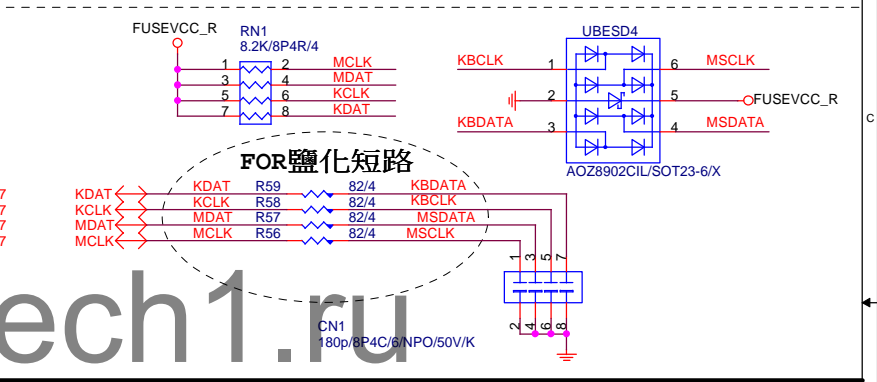 FUSEVCC_R
RN1
8.2K/8P4R/4
1 2 MCLK
3 4 MDAT
5 6 KCLK
7 8 KDAT
UBESD4
KBCLK 1 6 MSCLK
2 5 FUSEVCC_R
KBDATA 3 4 MSDATA
AOZ8902CIL/SOT23-6/X
C
FOR鹽化短路
7 KDAT KDAT R59 82/4 KBDATA
7 KCLK KCLK R58 82/4 KBCLK
7 MDAT MDAT R57 82/4 MSDATA
7 MCLK MCLK R56 82/4 MSCLK
1 3 5 7
2 4 6 8
CN1
180p/8P4C/6/NPO/50V/K
ech1.ru